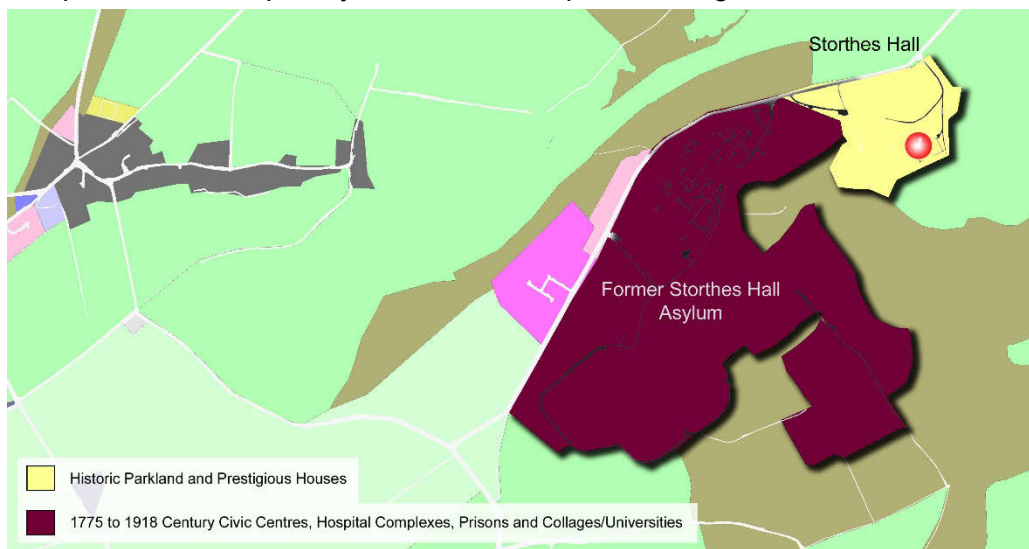 Storthes Hall
Former Storthes Hall
Asylum
Historic Parkland and Prestigious Houses
1775 to 1918 Century Civic Centres, Hospital Complexes, Prisons and Collages/Universities